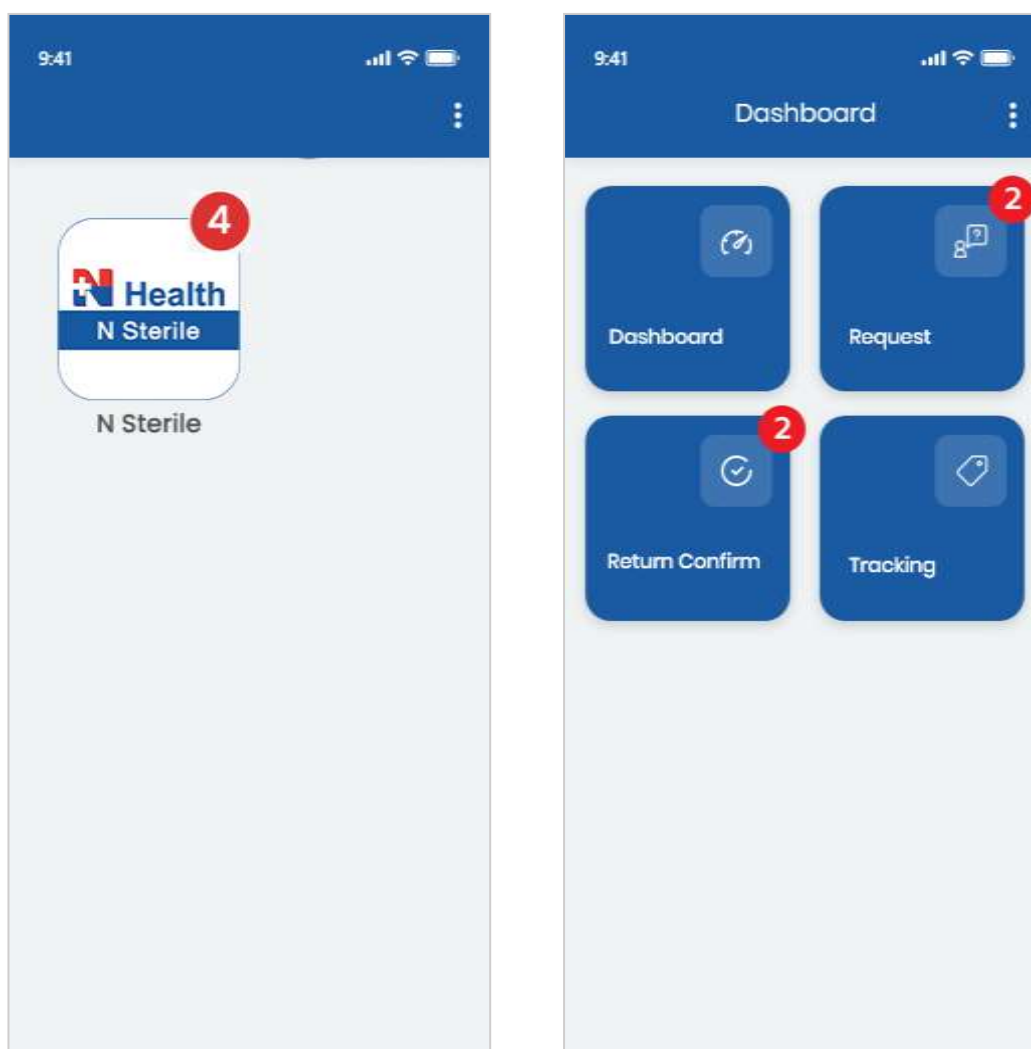 9:41
4
N Health
N Sterile
N Sterile
9:41
Dashboard
2
?
Dashboard
Request
2
Return Confirm
Tracking